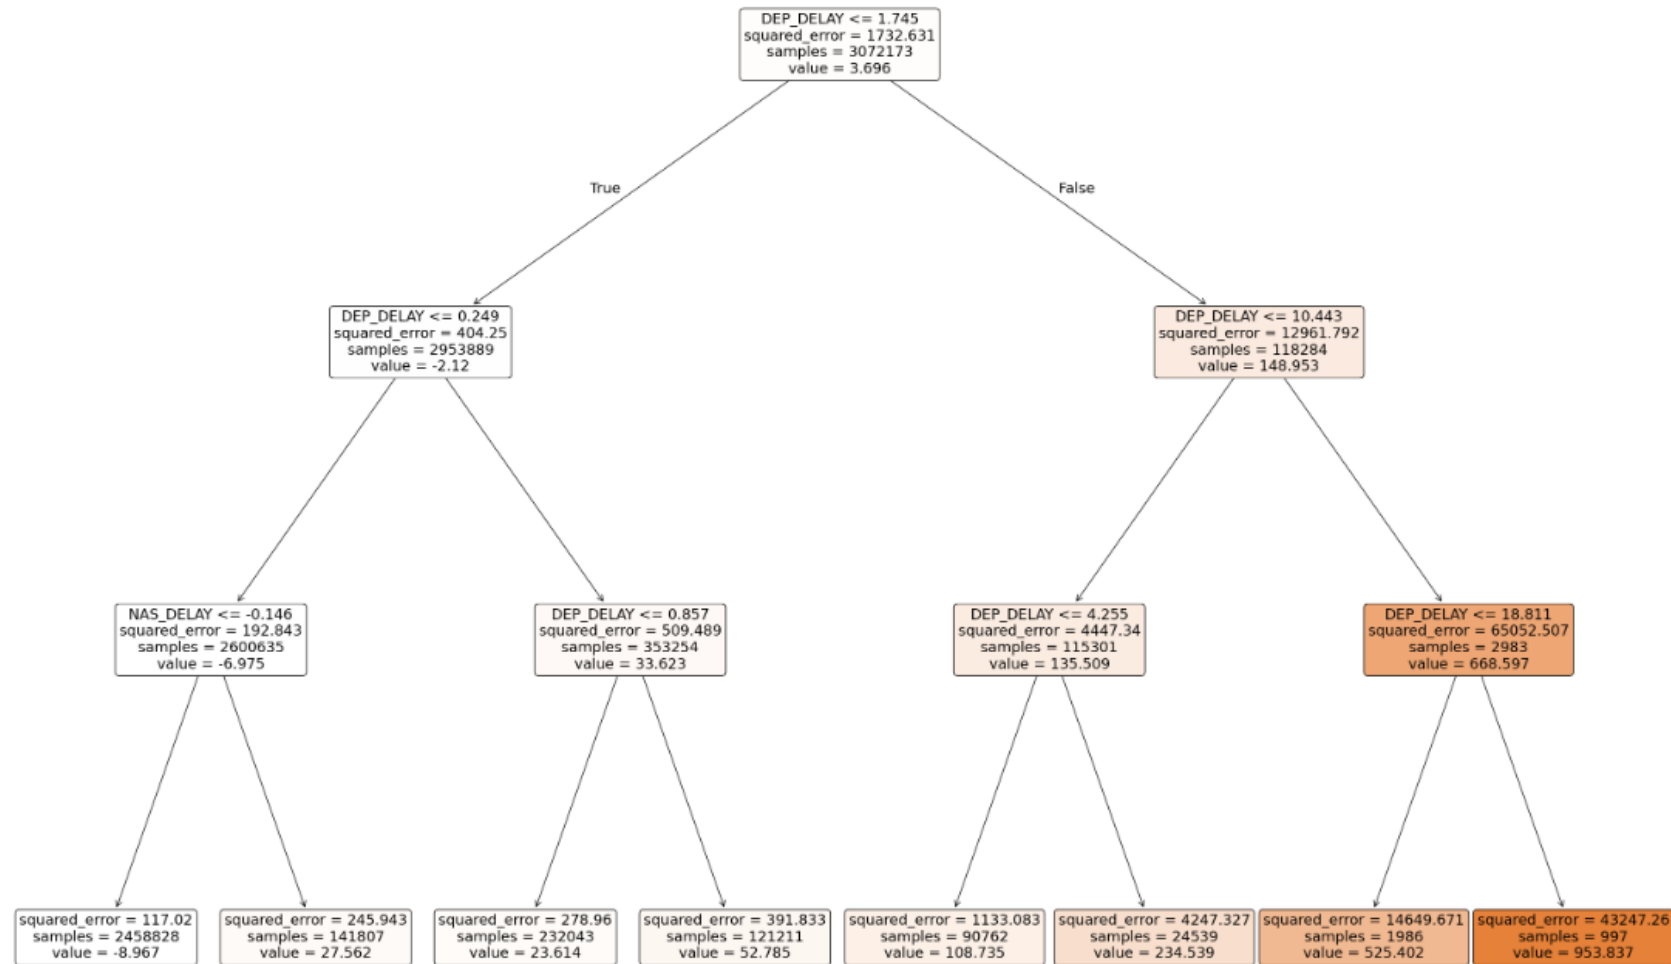 DEP_DELAY <= 1.745
squared_error = 1732.631
samples = 3072173
value = 3.696
True
False
DEP_DELAY <= 0.249
squared_error = 404.25
samples = 2953889
value = -2.12
DEP_DELAY <= 10.443
squared_error = 12961.792
samples = 118284
value = 148.953
NAS_DELAY <= -0.146
squared_error = 192.843
samples = 2600635
value = -6.975
DEP_DELAY <= 0.857
squared_error = 509.489
samples = 353254
value = 33.623
DEP_DELAY <= 4.255
squared_error = 4447.34
samples = 115301
value = 135.509
DEP_DELAY <= 18.811
squared_error = 65052.507
samples = 2983
value = 668.597
squared_error = 117.02
samples = 2458828
value = -8.967
squared_error = 245.943
samples = 141807
value = 27.562
squared_error = 278.96
samples = 232043
value = 23.614
squared_error = 391.833
samples = 121211
value = 52.785
squared_error = 1133.083
samples = 90762
value = 108.735
squared_error = 4247.327
samples = 24539
value = 234.539
squared_error = 14649.671
samples = 1986
value = 525.402
squared_error = 43247.26
samples = 997
value = 953.837